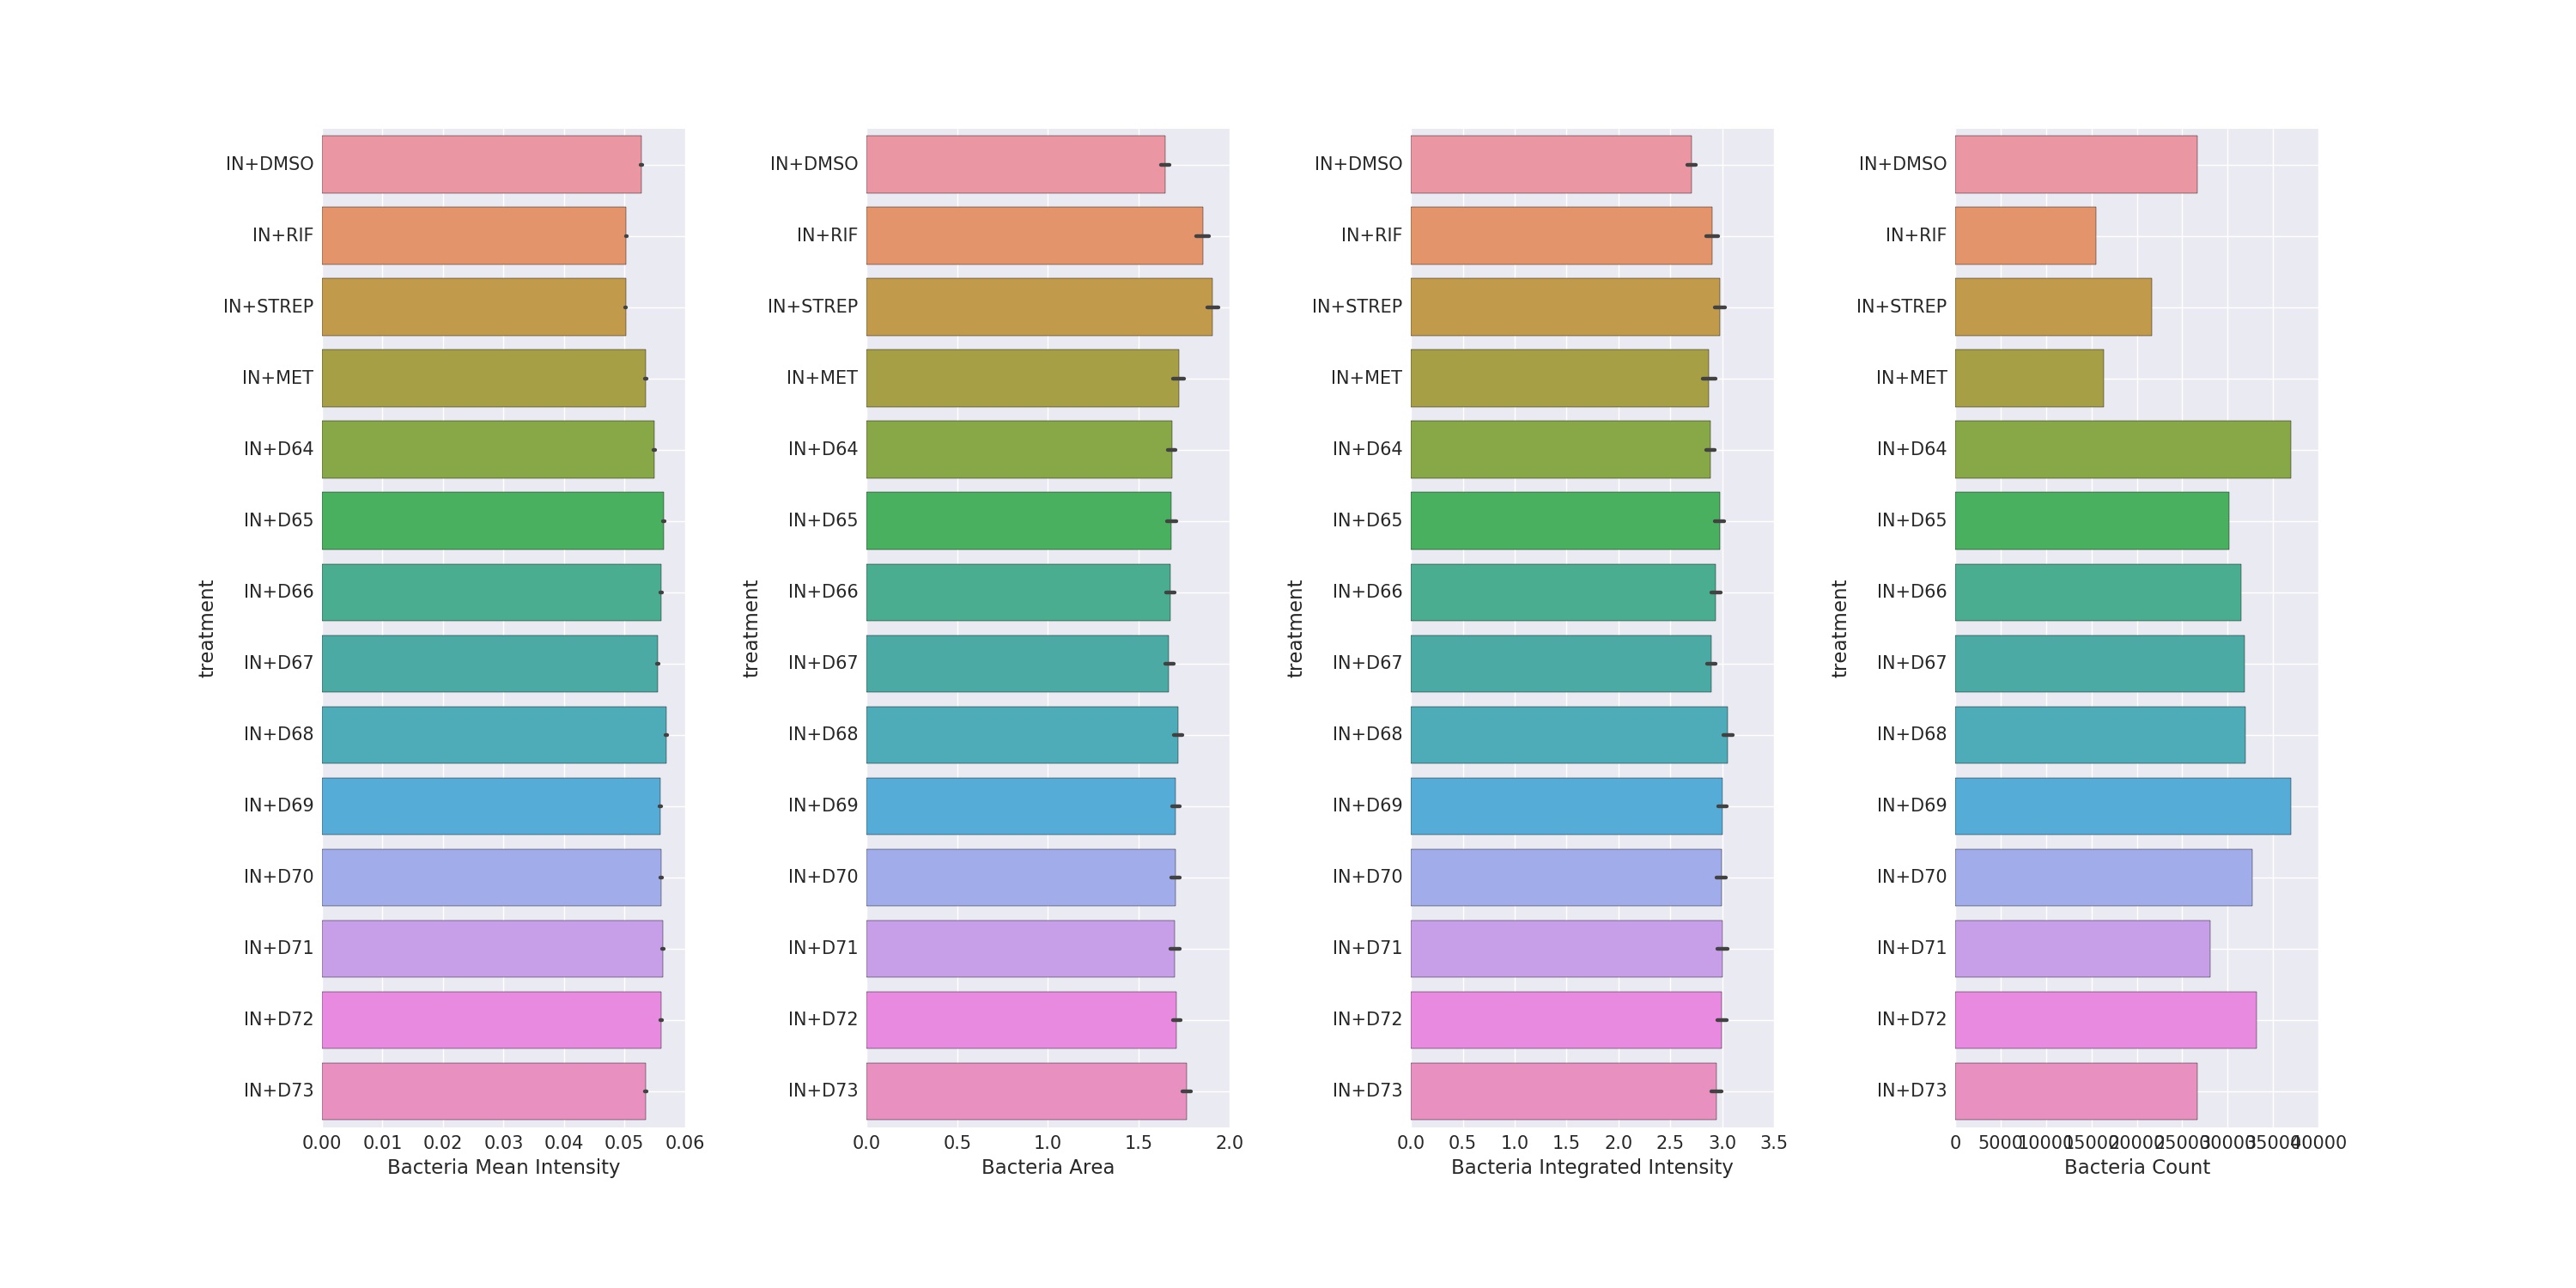 treatment
IN+DMSO
IN+RIF
IN+STREP
IN+MET
IN+D64
IN+D65
IN+D66
IN+D67
IN+D68
IN+D69
IN+D70
IN+D71
IN+D72
IN+D73
0.00 0.01 0.02 0.03 0.04 0.05 0.06
Bacteria Mean Intensity
treatment
IN+DMSO
IN+RIF
IN+STREP
IN+MET
IN+D64
IN+D65
IN+D66
IN+D67
IN+D68
IN+D69
IN+D70
IN+D71
IN+D72
IN+D73
0.0 0.5 1.0 1.5 2.0
Bacteria Area
treatment
IN+DMSO
IN+RIF
IN+STREP
IN+MET
IN+D64
IN+D65
IN+D66
IN+D67
IN+D68
IN+D69
IN+D70
IN+D71
IN+D72
IN+D73
0.0 0.5 1.0 1.5 2.0 2.5 3.0 3.5
Bacteria Integrated Intensity
treatment
IN+DMSO
IN+RIF
IN+STREP
IN+MET
IN+D64
IN+D65
IN+D66
IN+D67
IN+D68
IN+D69
IN+D70
IN+D71
IN+D72
IN+D73
0 5000 10000 15000 20000 25000 30000 35000 40000
Bacteria Count